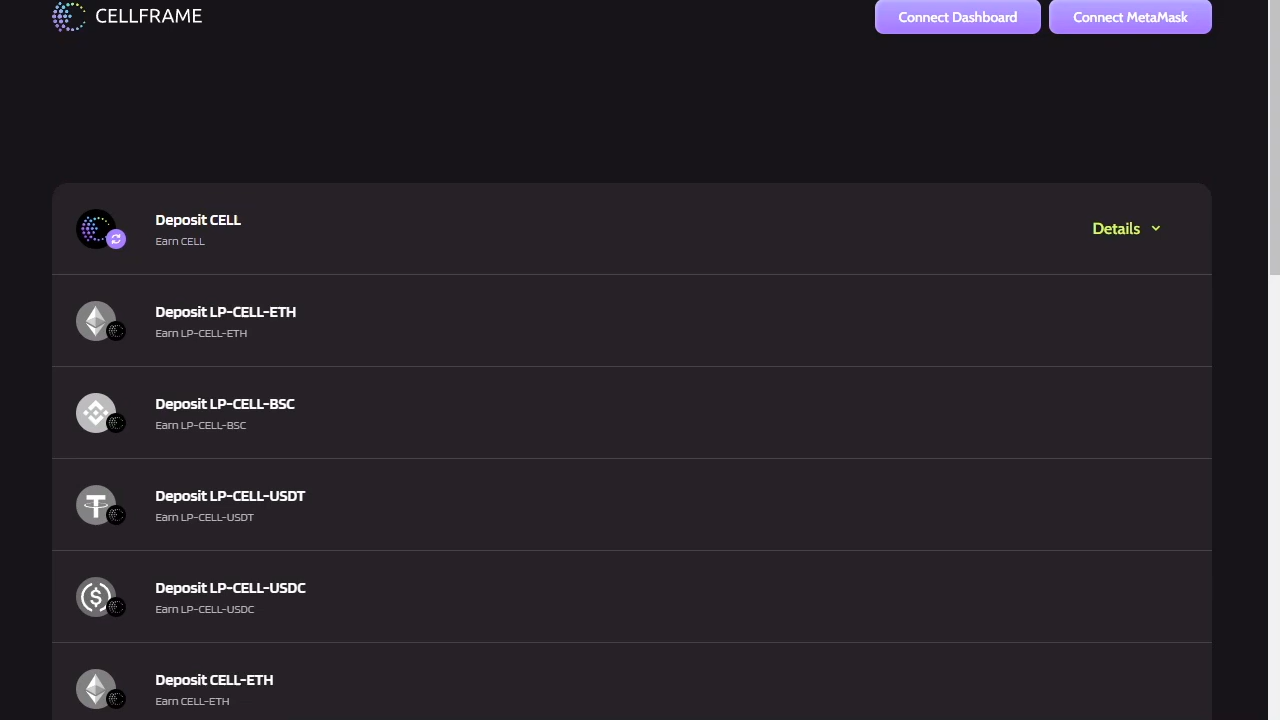 CELLFRAME
Connect Dashboard
Connect MetaMask
Deposit CELL
Earn CELL
Details
Deposit LP-CELL-ETH
Earn LP-CELL-ETH
Deposit LP-CELL-BSC
Earn LP-CELL-BSC
Deposit LP-CELL-USDT
Earn LP-CELL-USDT
Deposit LP-CELL-USDC
Earn LP-CELL-USDC
Deposit CELL-ETH
Earn CELL-ETH